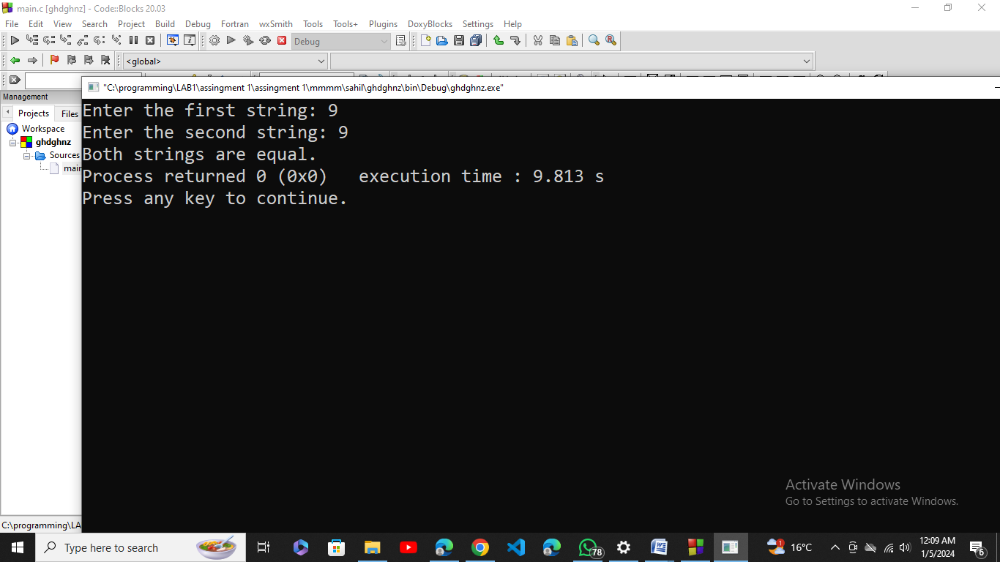 main.c [ghdghnz] - Code::Blocks 20.03
File Edit View Search Project Build Debug Fortran wxSmith Tools Tools+ Plugins DoxyBlocks Settings Help
Debug
<global>
"C:\programming\LAB1\assingment 1\assingment 1\mmmm\sahil\ghdghnz\bin\Debug\ghdghnz.exe"
Management
Projects Files
Workspace
ghdghnz
Sources
main
Enter the first string: 9
Enter the second string: 9
Both strings are equal.
Process returned 0 (0x0)   execution time : 9.813 s
Press any key to continue.
Activate Windows
Go to Settings to activate Windows.
C:\programming\LA
Type here to search
78
1
16°C
12:09 AM
1/5/2024
6